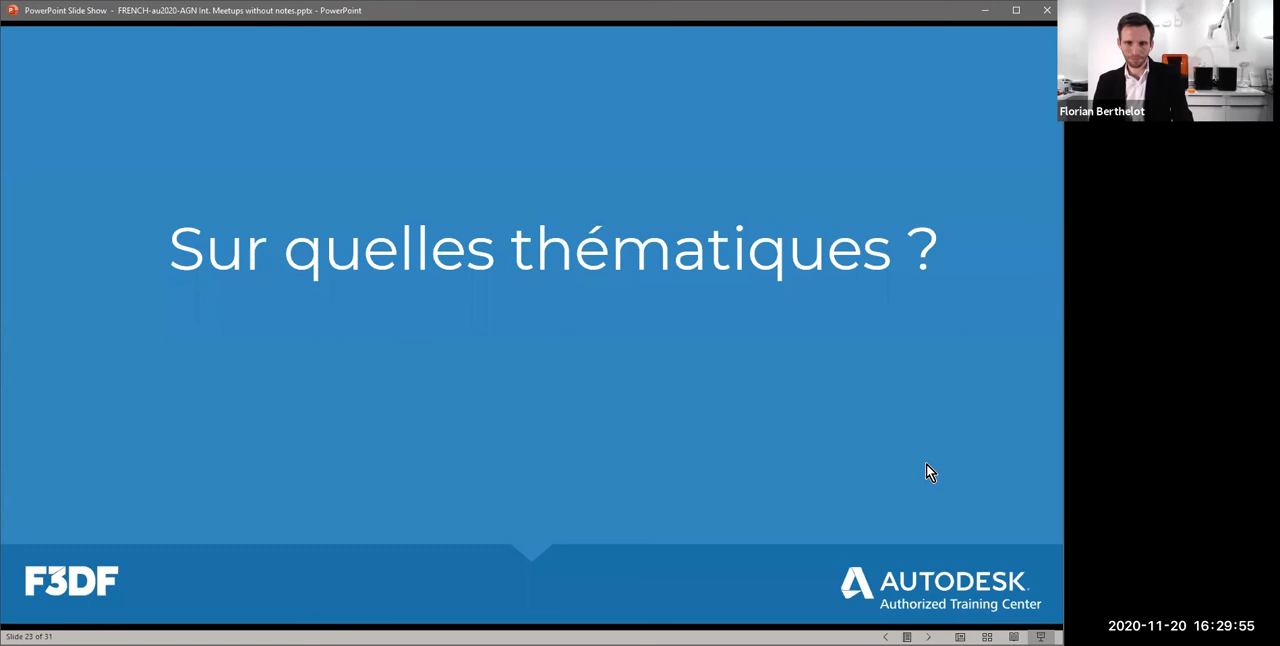 PowerPoint Slide Show - FRENCH-au2020-AGN Int. Meetups without notes.pptx - PowerPoint
Florian Berthelot
Sur quelles thématiques ?
F3DF
AUTODESK
Authorized Training Center
Slide 23 of 31
2020-11-20 16:29:55